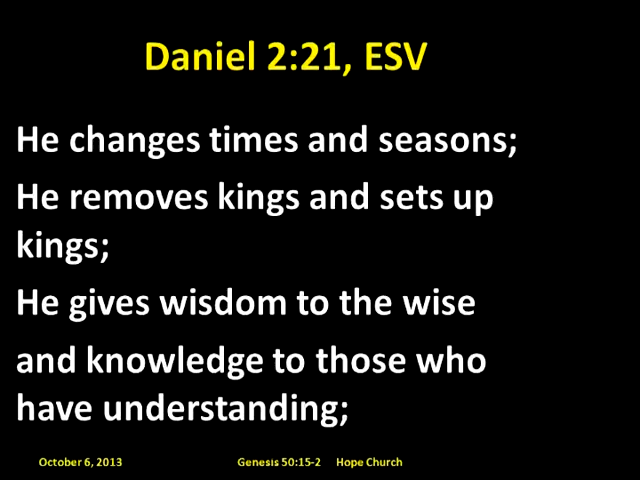 Daniel 2:21, ESV
He changes times and seasons;
He removes kings and sets up
kings;
He gives wisdom to the wise
and knowledge to those who
have understanding;
October 6, 2013 Genesis 50:15-2 Hope Church